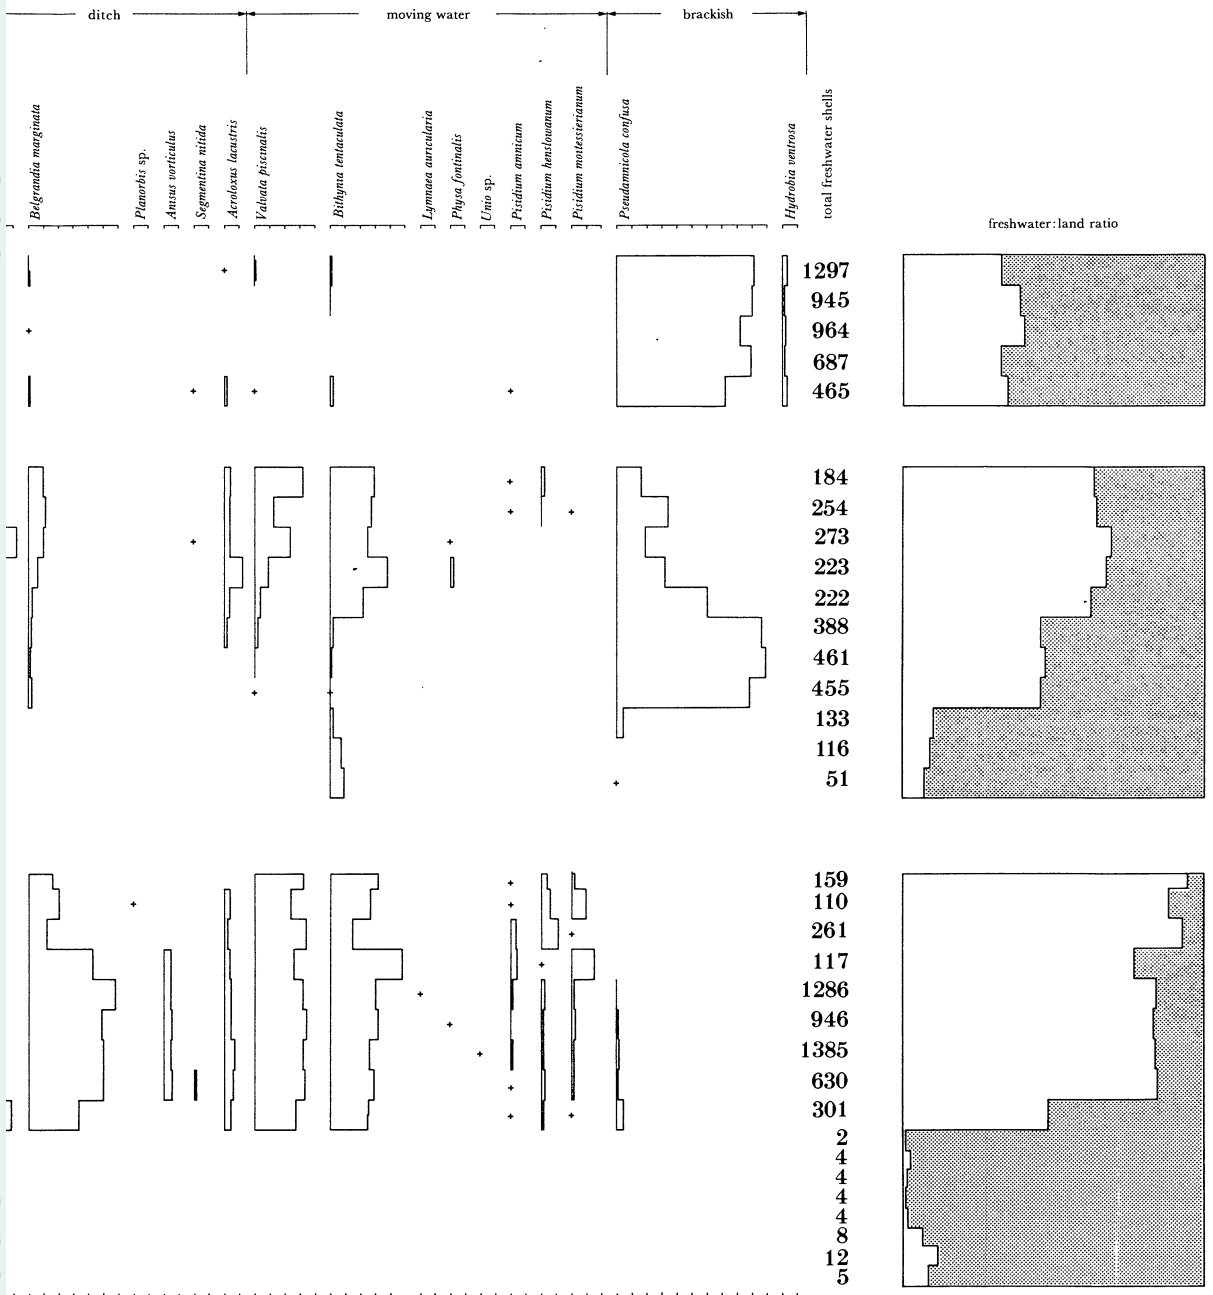 ditch moving water brackish
Belgrandia marginata
Planorbis sp.
Anisus vorticulus
Segmentina nitida
Acroloxus lacustris
Valvata piscinalis
Bithynia tentaculata
Lymnaea auricularia
Physa fontinalis
Unio sp.
Pisidium amnicum
Pisidium henslowanum
Pisidium moitessierianum
Pseudamnicola confusa
Hydrobia ventrosa
total freshwater shells
freshwater:land ratio
1297
945
964
687
465
184
254
273
223
222
388
461
455
133
116
51
159
110
261
117
1286
946
1385
630
301
2
4
4
4
4
8
12
5